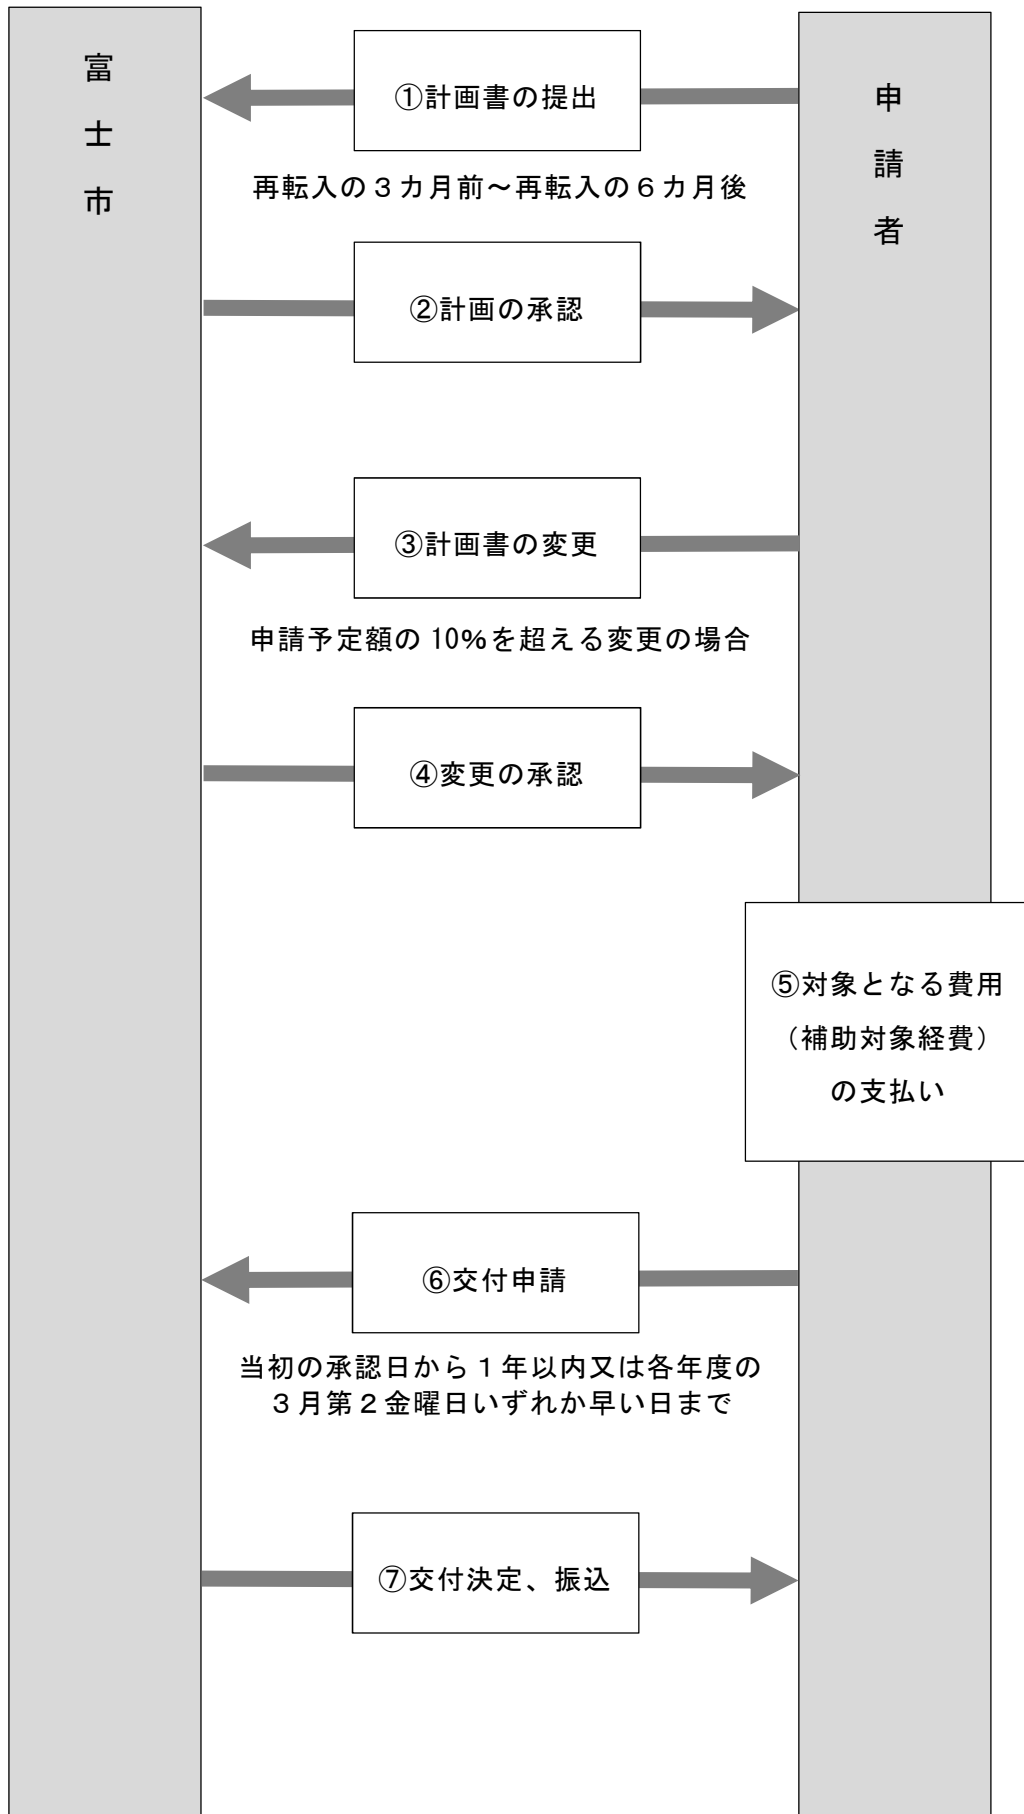 富士市
申請者
①計画書の提出
再転入の３カ月前～再転入の６カ月後
②計画の承認
③計画書の変更
申請予定額の 10%を超える変更の場合
④変更の承認
⑤対象となる費用
（補助対象経費）
の支払い
⑥交付申請
当初の承認日から１年以内又は各年度の
３月第２金曜日いずれか早い日まで
⑦交付決定、振込